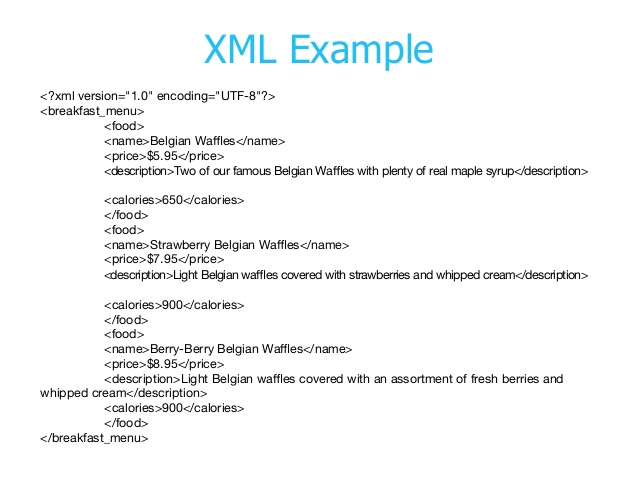 XML Example
<?xml version="1.0" encoding="UTF-8"?>
<breakfast_menu>
<food>
<name>Belgian Waffles</name>
<price>$5.95</price>
<description>Two of our famous Belgian Waffles with plenty of real maple syrup</description>
<calories>650</calories>
</food>
<food>
<name>Strawberry Belgian Waffles</name>
<price>$7.95</price>
<description>Light Belgian waffles covered with strawberries and whipped cream</description>
<calories>900</calories>
</food>
<food>
<name>Berry-Berry Belgian Waffles</name>
<price>$8.95</price>
<description>Light Belgian waffles covered with an assortment of fresh berries and
whipped cream</description>
<calories>900</calories>
</food>
</breakfast_menu>